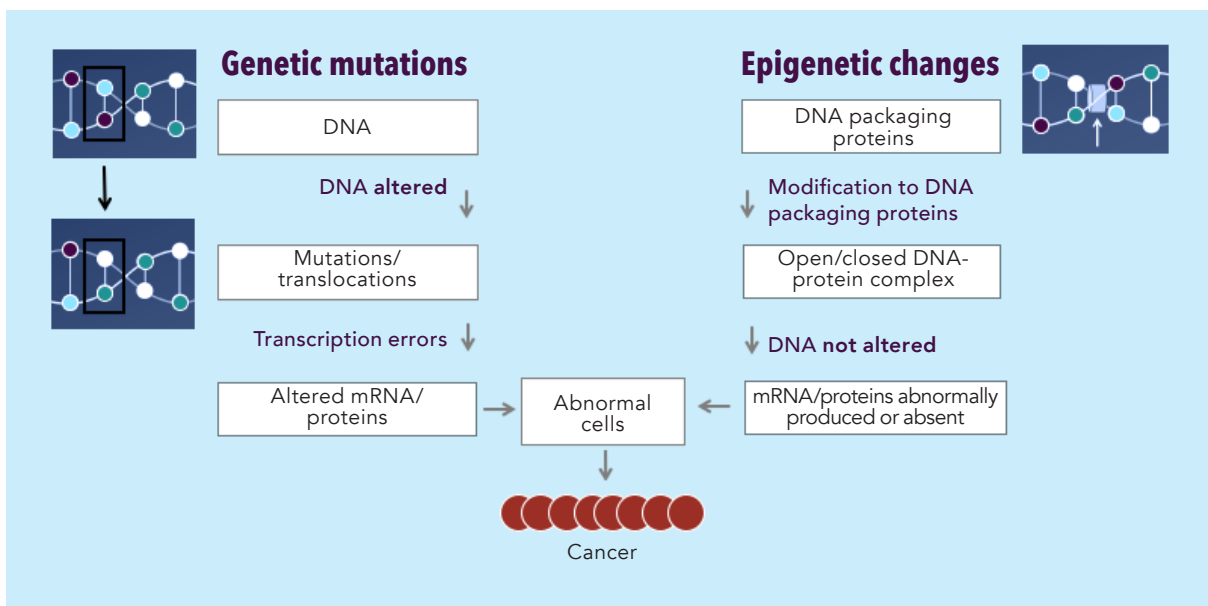 Genetic mutations
DNA
DNA altered
Mutations/
translocations
Transcription errors
Altered mRNA/
proteins
Epigenetic changes
DNA packaging
proteins
Modification to DNA
packaging proteins
Open/closed DNA-
protein complex
DNA not altered
mRNA/proteins abnormally
produced or absent
Abnormal
cells
Cancer